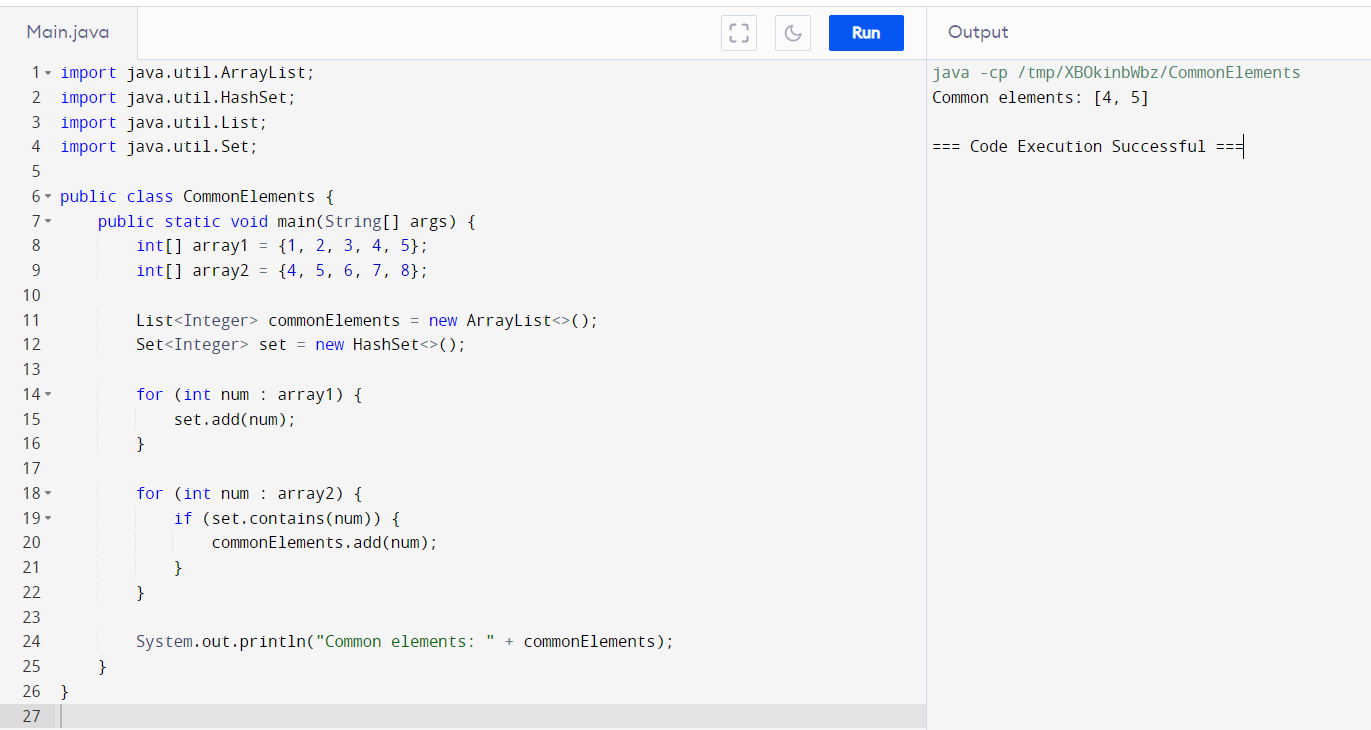 Main.java
Run
Output
1 import java.util.ArrayList;
2 import java.util.HashSet;
3 import java.util.List;
4 import java.util.Set;
5
6 public class CommonElements {
7     public static void main(String[] args) {
8         int[] array1 = {1, 2, 3, 4, 5};
9         int[] array2 = {4, 5, 6, 7, 8};
10
11         List<Integer> commonElements = new ArrayList<>();
12         Set<Integer> set = new HashSet<>();
13
14         for (int num : array1) {
15             set.add(num);
16         }
17
18         for (int num : array2) {
19             if (set.contains(num)) {
20                 commonElements.add(num);
21             }
22         }
23
24         System.out.println("Common elements: " + commonElements);
25     }
26 }
27
java -cp /tmp/XBOkinbWbz/CommonElements
Common elements: [4, 5]
=== Code Execution Successful ===